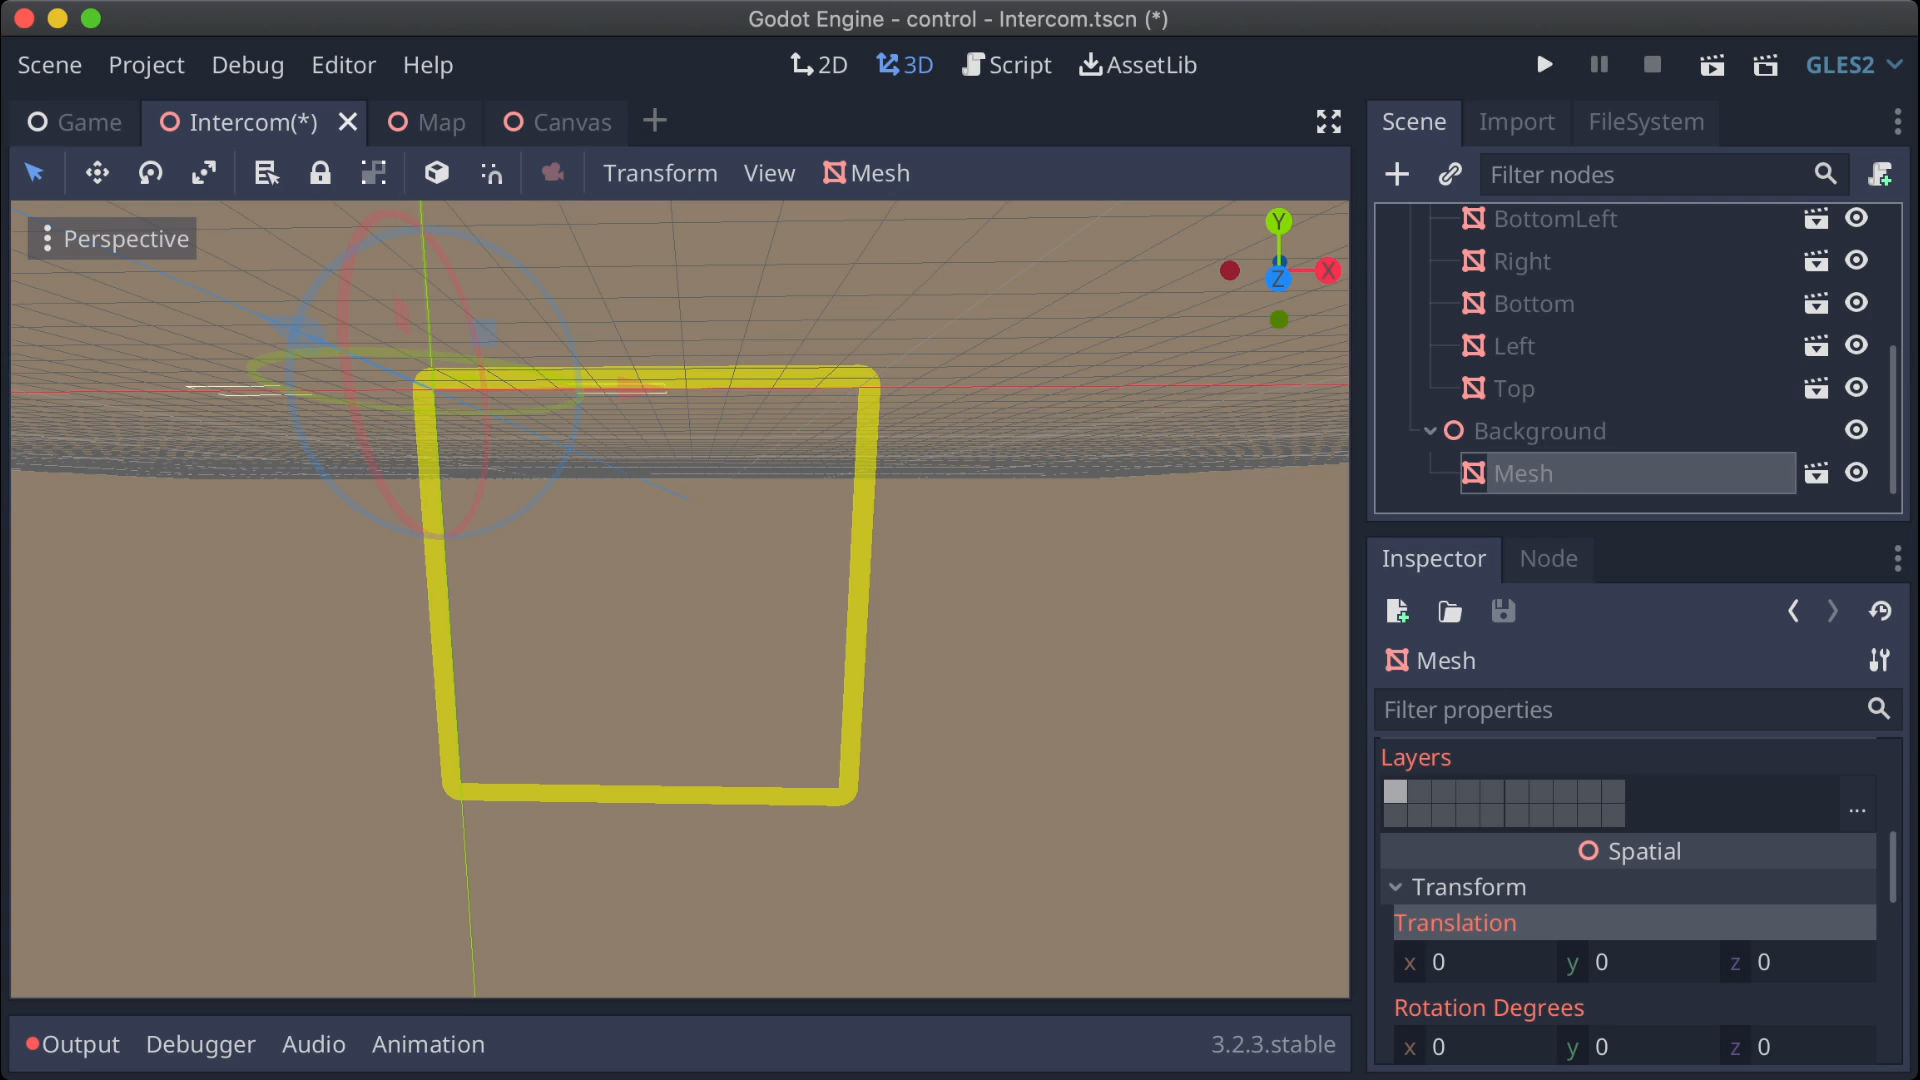 Godot Engine - control - Intercom.tscn (*)
Scene Project Debug Editor Help
2D 3D Script AssetLib
GLES2
Game Intercom(*) Map Canvas
Scene Import FileSystem
Transform View Mesh
Filter nodes
Perspective
Y
X
Z
BottomLeft
Right
Bottom
Left
Top
Background
Mesh
Inspector Node
Mesh
Filter properties
Layers
...
Spatial
Transform
Translation
x 0 y 0 z 0
Rotation Degrees
x 0 y 0 z 0
Output Debugger Audio Animation
3.2.3.stable